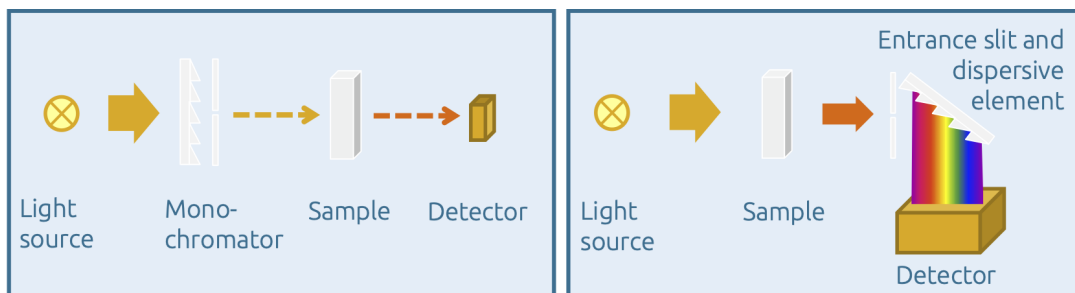 Light
source
Mono-
chromator
Sample
Detector
Entrance slit and
dispersive
element
Light
source
Sample
Detector